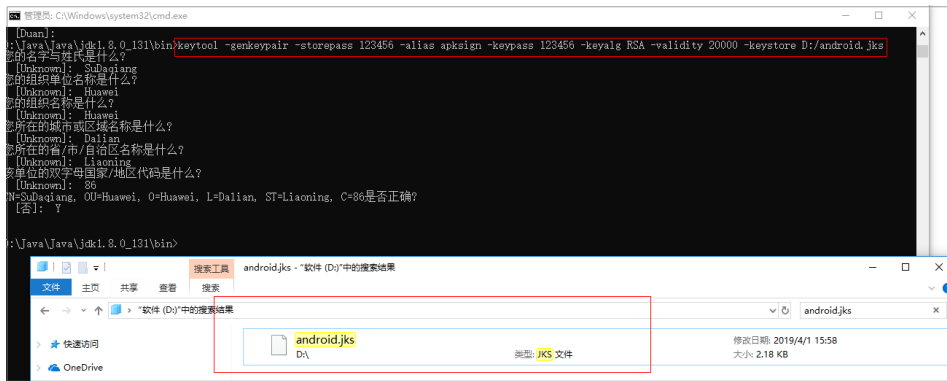 管理员: C:\Windows\system32\cmd.exe
[Duan]:
:\Java\Java\jdk1.8.0_131\bin>keytool -genkeypair -storepass 123456 -alias apksign -keypass 123456 -keyalg RSA -validity 20000 -keystore D:/android.jks
您的名字与姓氏是什么?
[Unknown]: SuDaqiang
您的组织单位名称是什么?
[Unknown]: Huawei
您的组织名称是什么?
[Unknown]: Huawei
您所在的城市或区域名称是什么?
[Unknown]: Dalian
您所在的省/市/自治区名称是什么?
[Unknown]: Liaoning
该单位的双字母国家/地区代码是什么?
[Unknown]: 86
CN=SuDaqiang, OU=Huawei, O=Huawei, L=Dalian, ST=Liaoning, C=86是否正确?
[否]: Y
:\Java\Java\jdk1.8.0_131\bin>
搜索工具 android.jks - "软件 (D:)"中的搜索结果
文件 主页 共享 查看 搜索
"软件 (D:)"中的搜索结果 android.jks
快速访问
OneDrive
android.jks
D:\
类型: JKS 文件
修改日期: 2019/4/1 15:58
大小: 2.18 KB